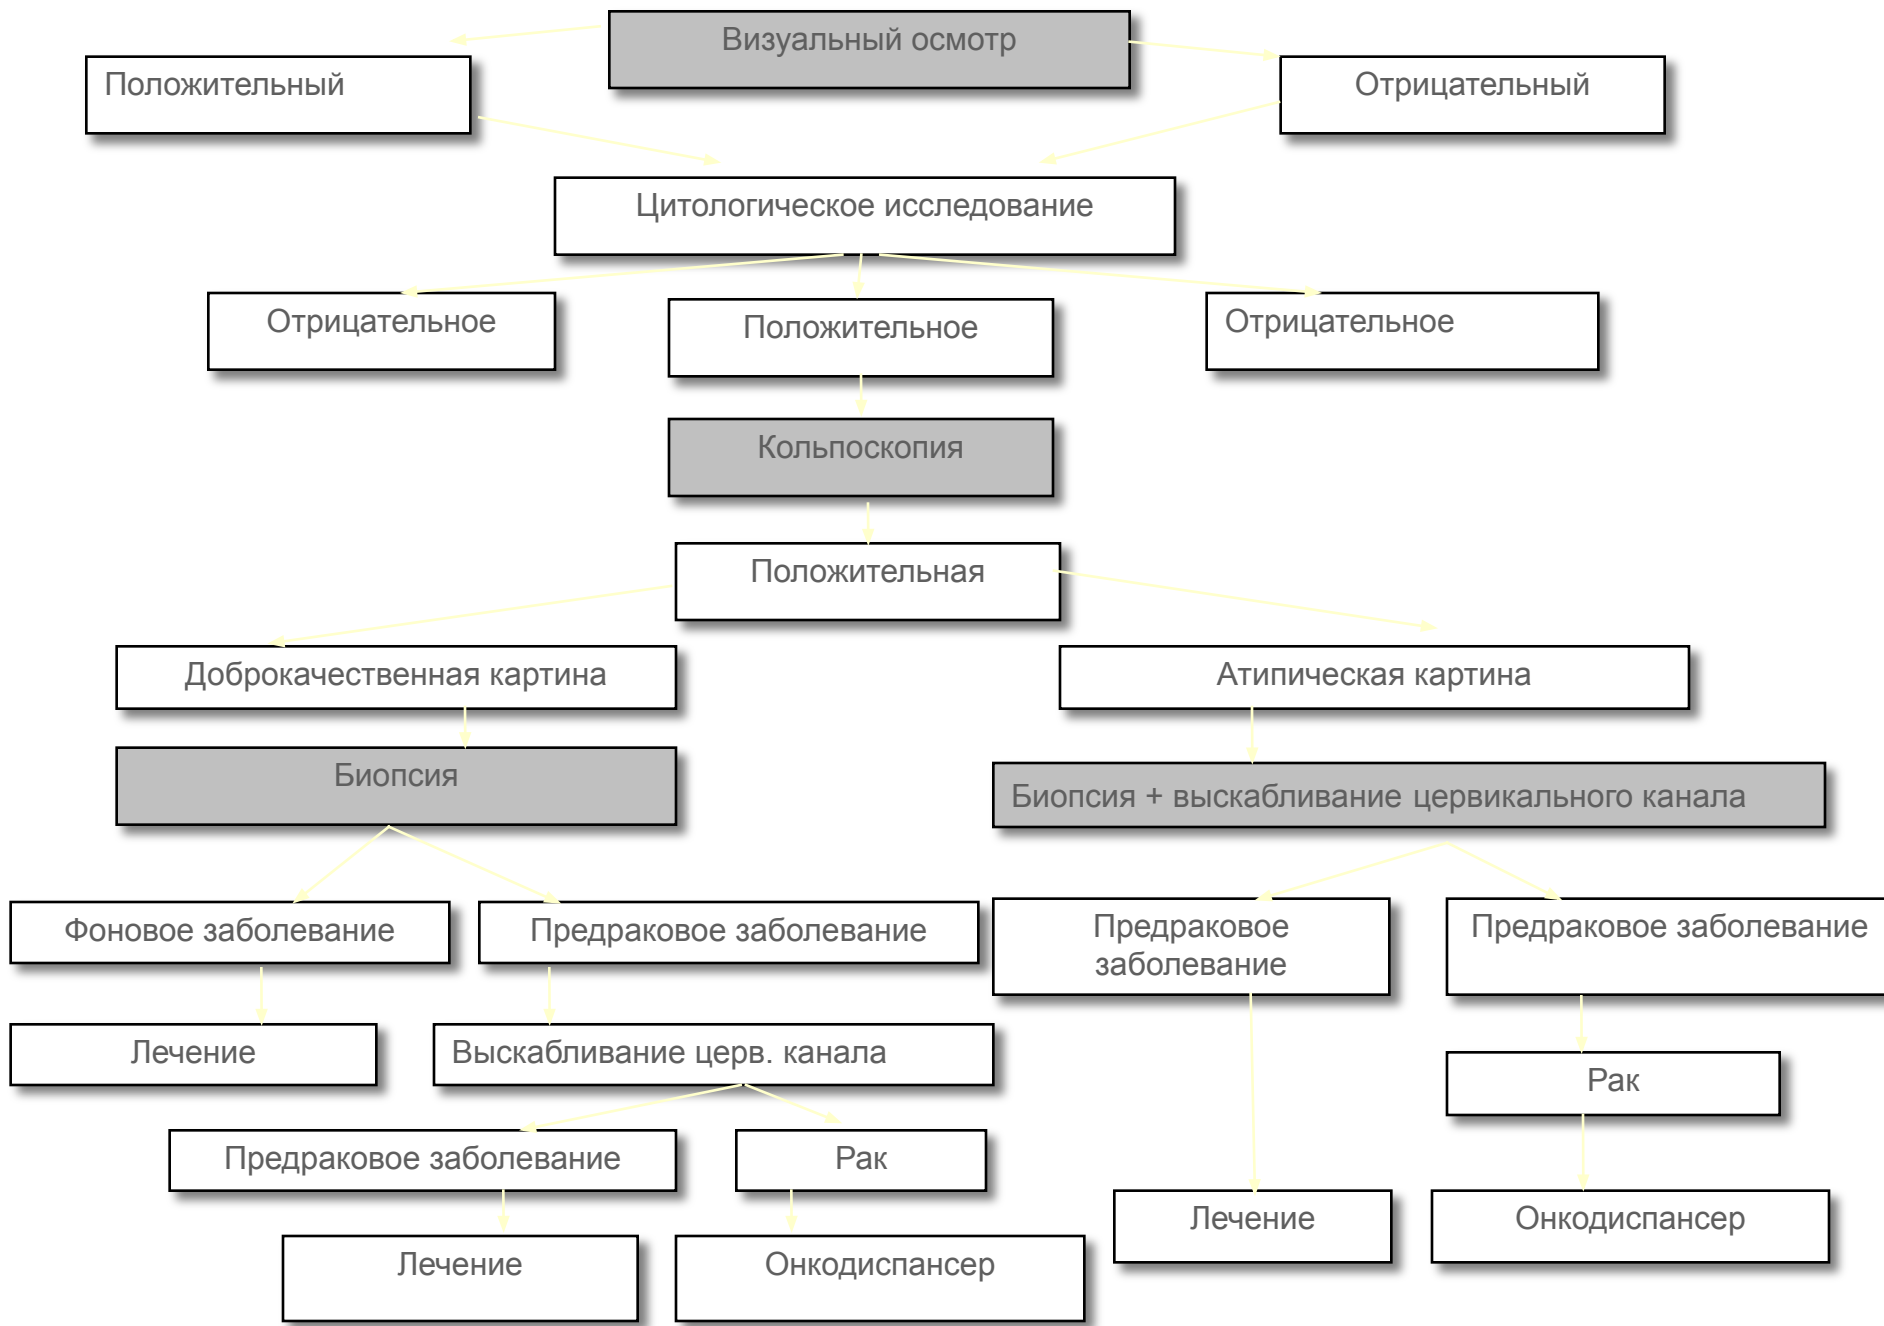 Визуальный осмотр
Положительный
Отрицательный
Цитологическое исследование
Отрицательное
Положительное
Отрицательное
Кольпоскопия
Положительная
Доброкачественная картина
Атипическая картина
Биопсия
Биопсия + выскабливание цервикального канала
Фоновое заболевание
Предраковое заболевание
Предраковое
заболевание
Предраковое заболевание
Лечение
Выскабливание церв. канала
Рак
Предраковое заболевание
Рак
Лечение
Онкодиспансер
Лечение
Онкодиспансер